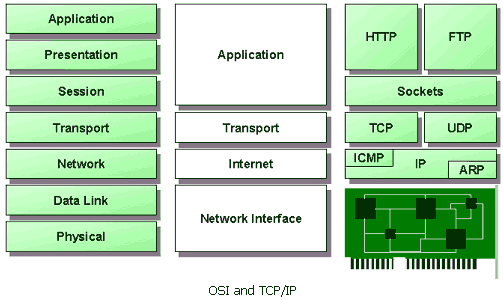 Application
Presentation
Session
Transport
Network
Data Link
Physical
Application
Transport
Internet
Network Interface
HTTP
FTP
Sockets
TCP
UDP
ICMP
IP
ARP
OSI and TCP/IP